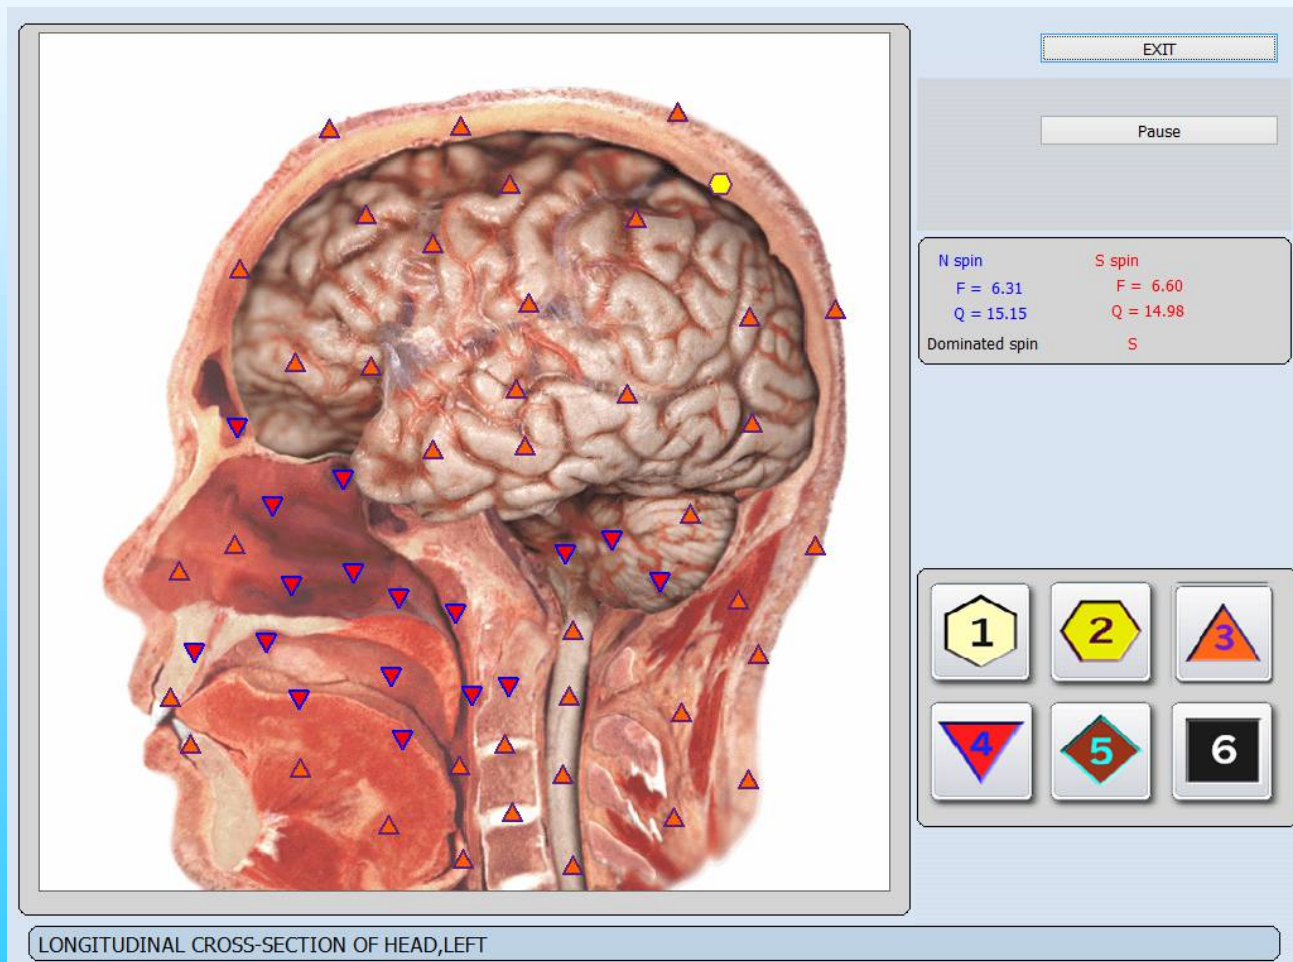 EXIT
Pause
N spin S spin
F = 6.31 F = 6.60
Q = 15.15 Q = 14.98
Dominated spin S
1 2 3
4 5 6
LONGITUDINAL CROSS-SECTION OF HEAD,LEFT